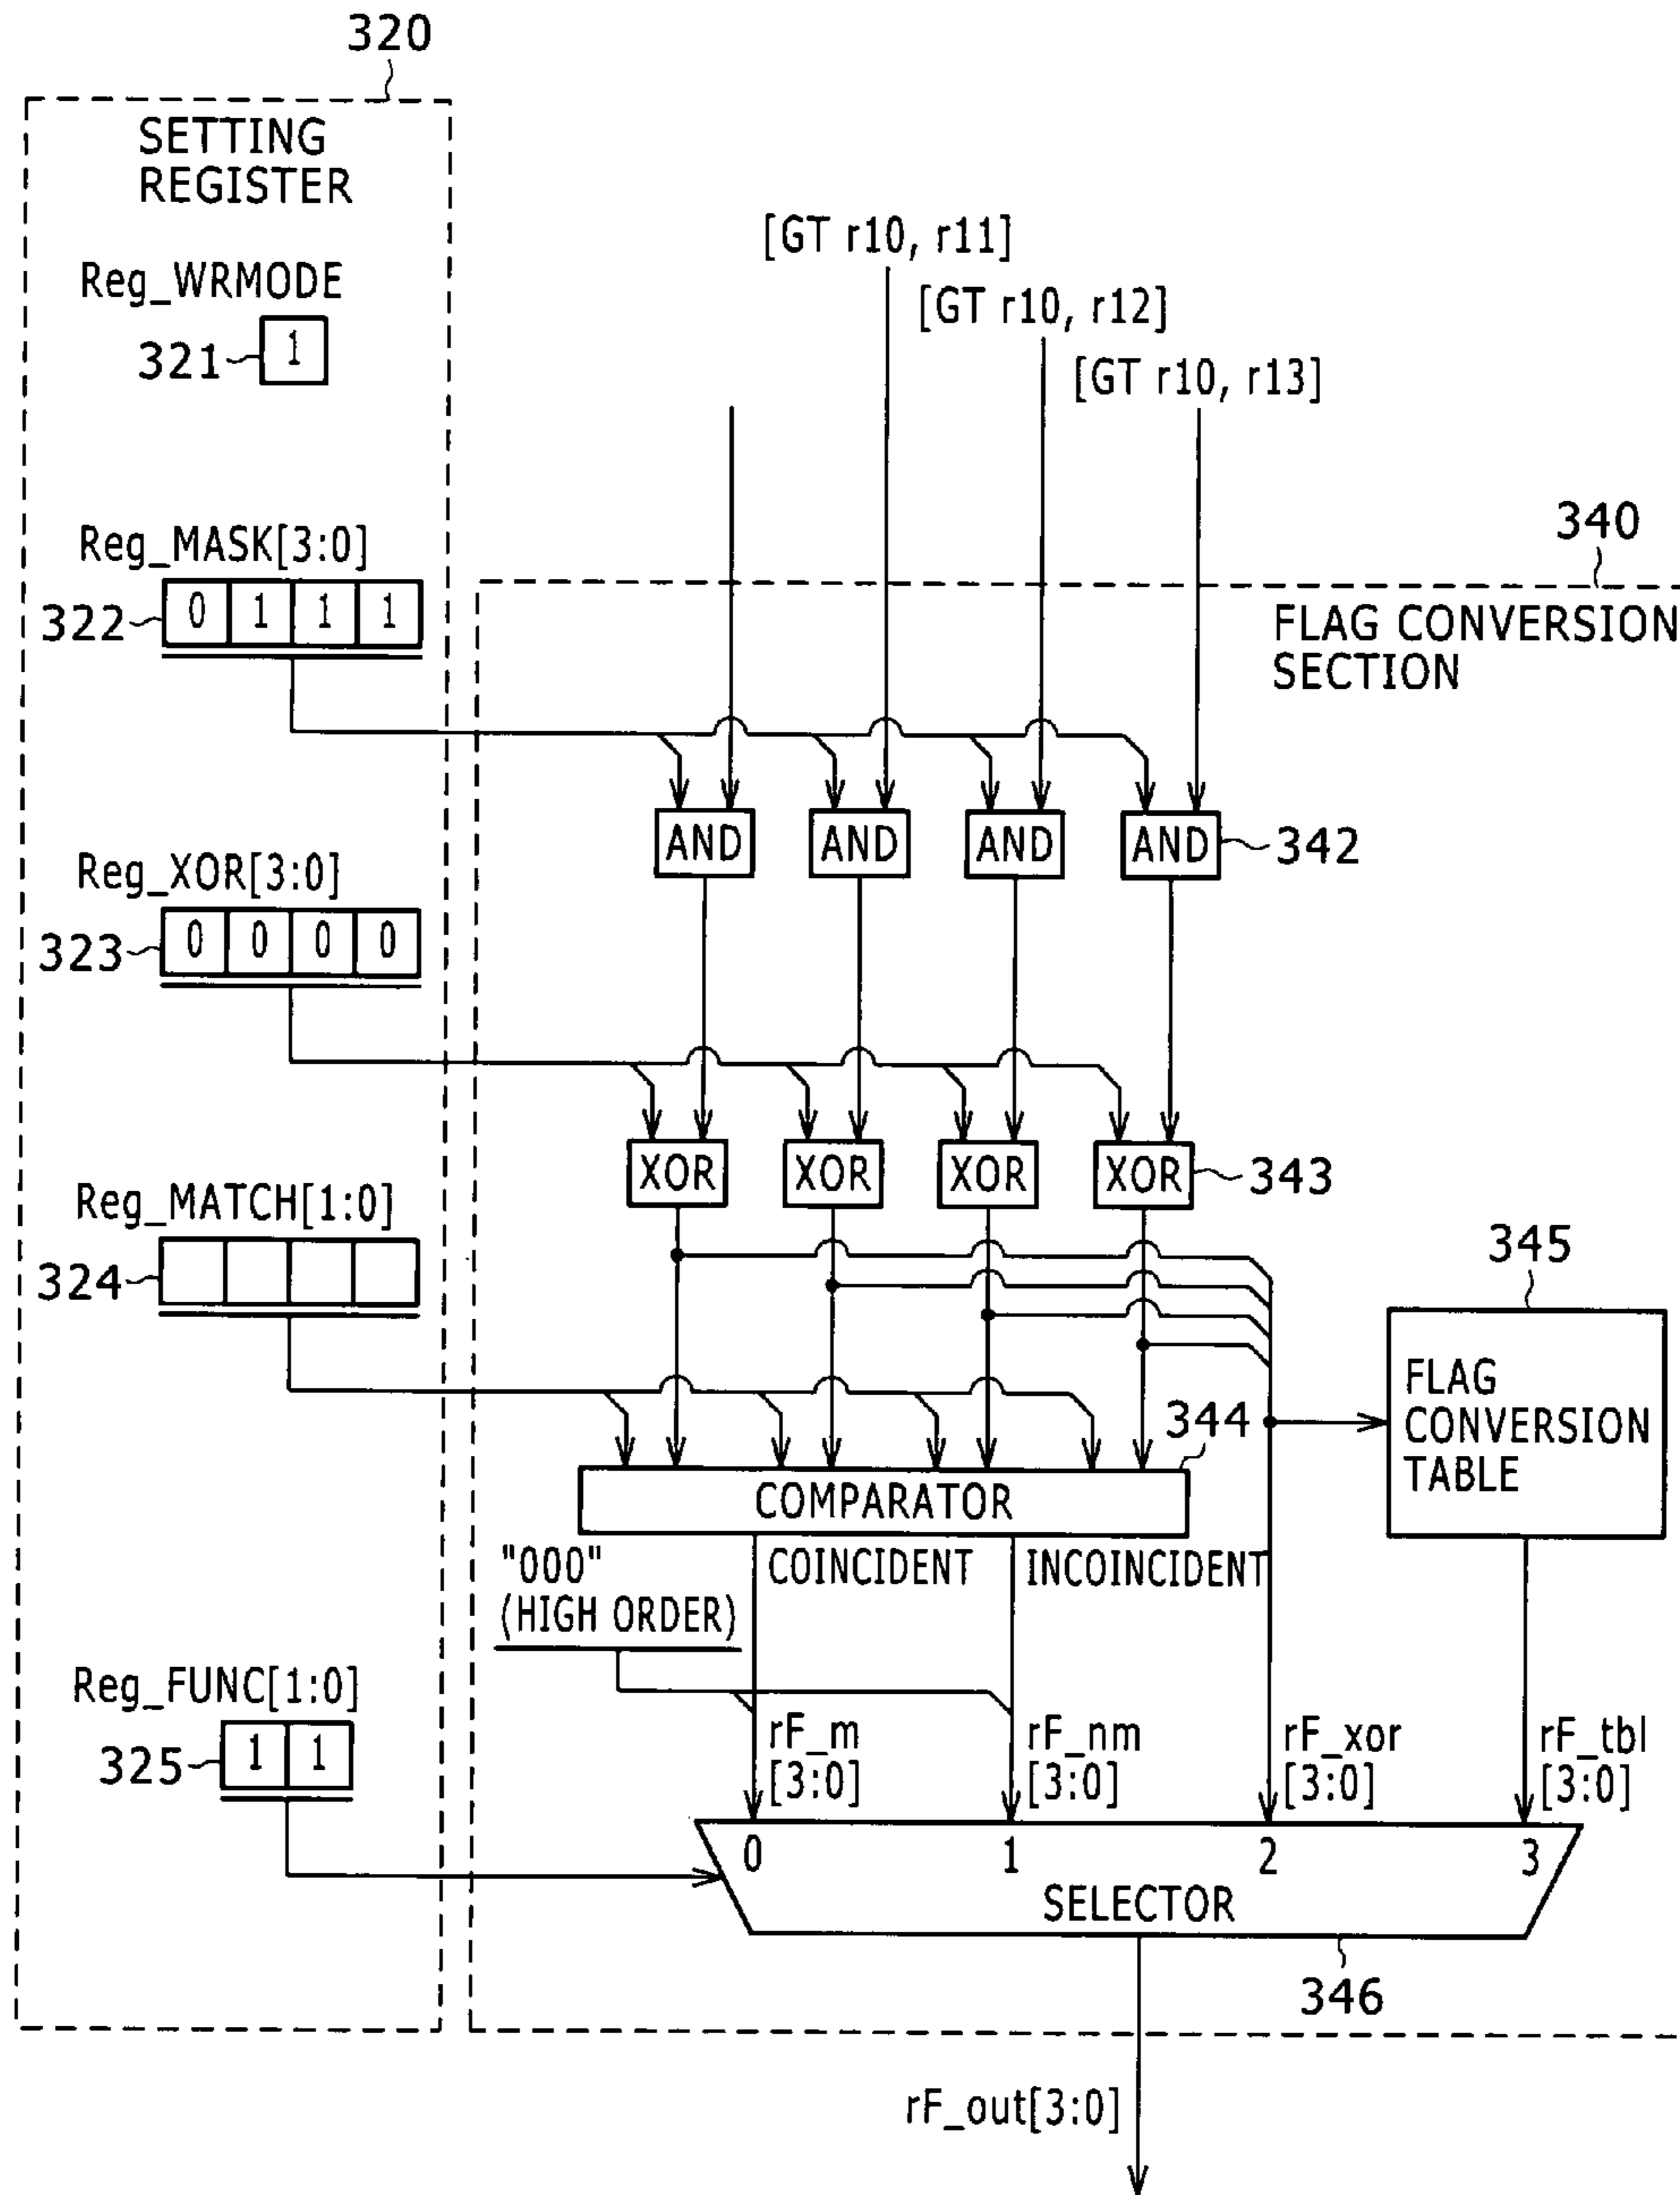 320
SETTING
REGISTER
[GT r10, r11]
Reg_WRMODE
[GT r10, r12]
321
1
[GT r10, r13]
340
Reg_MASK[3:0]
322
0 1 1 1
FLAG CONVERSION
SECTION
AND AND AND AND
342
Reg_XOR[3:0]
323
0 0 0 0
XOR XOR XOR XOR
343
Reg_MATCH[1:0]
324
345
FLAG
CONVERSION
TABLE
344
COMPARATOR
"000"
(HIGH ORDER)
COINCIDENT
INCOINCIDENT
Reg_FUNC[1:0]
325
1 1
rF_m
[3:0]
rF_nm
[3:0]
rF_xor
[3:0]
rF_tbl
[3:0]
0 1 2 3
SELECTOR
346
rF_out[3:0]